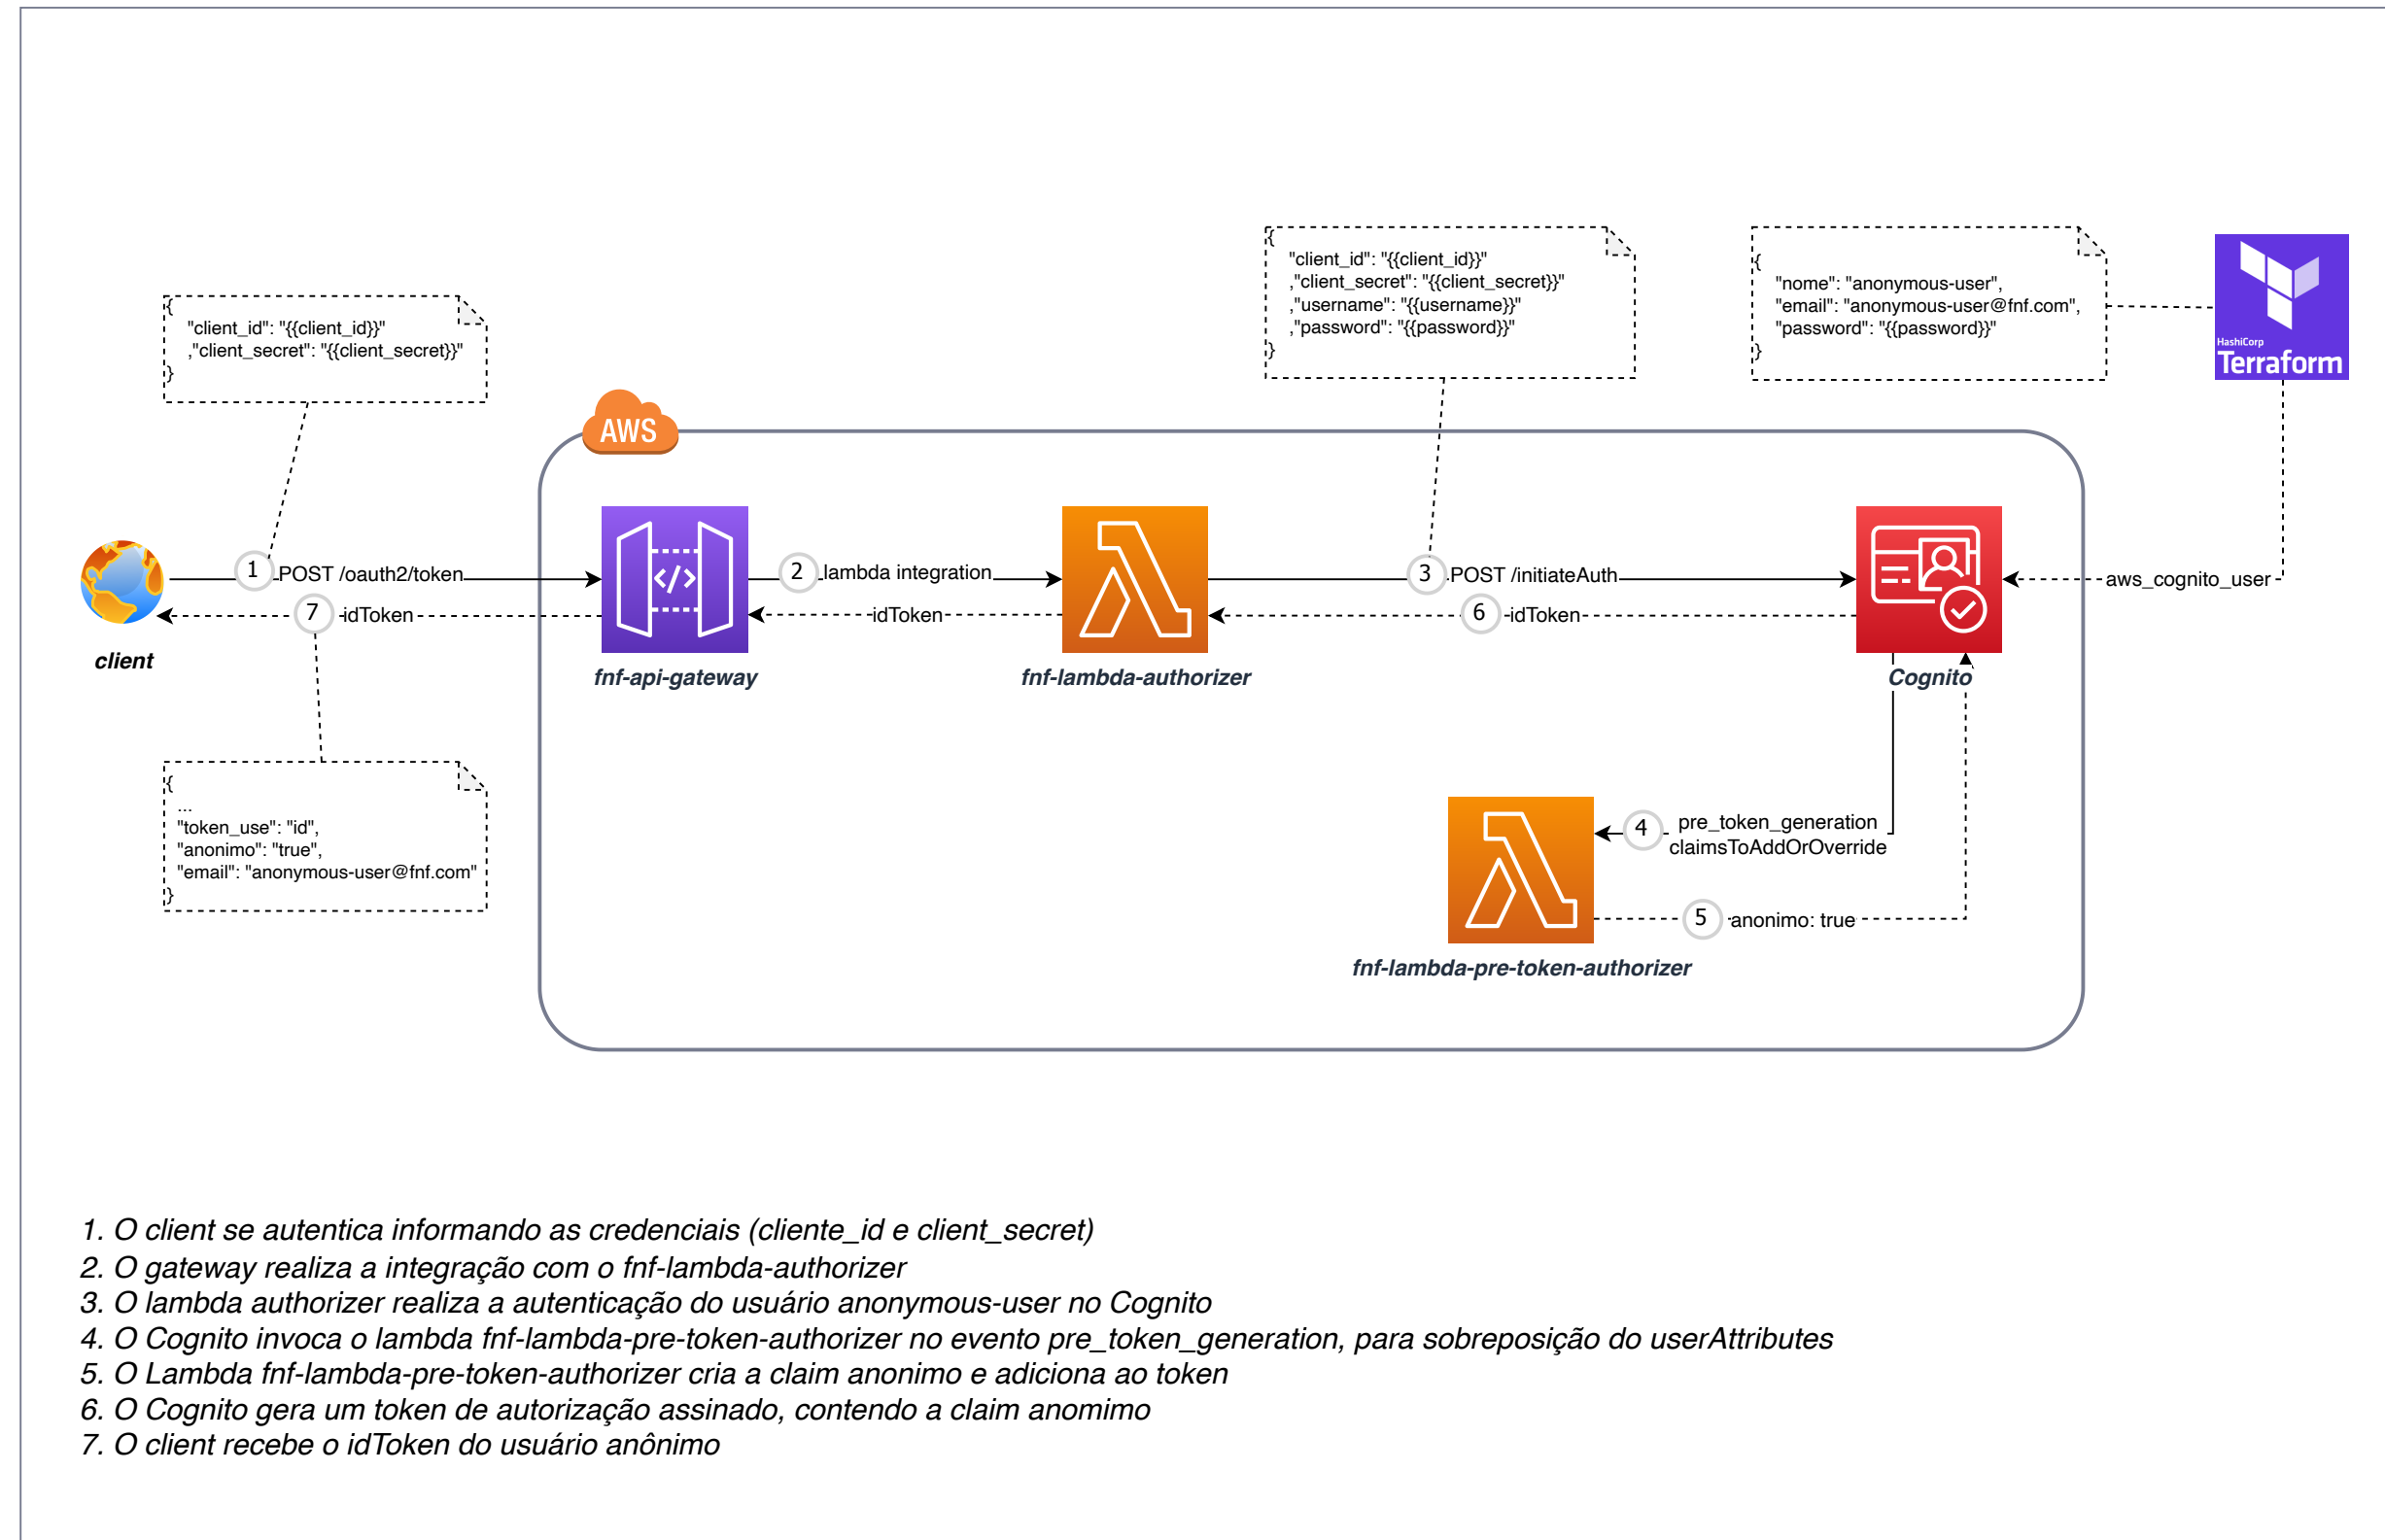 {
"client_id": "{{client_id}}"
,"client_secret": "{{client_secret}}"
}
{
"client_id": "{{client_id}}"
,"client_secret": "{{client_secret}}"
,"username": "{{username}}"
,"password": "{{password}}"
}
{
"nome": "anonymous-user",
"email": "anonymous-user@fnf.com",
"password": "{{password}}"
}
HashiCorp
Terraform
AWS
1 POST /oauth2/token
2 lambda integration
3 POST /initiateAuth
aws_cognito_user
7 idToken
idToken
6 idToken
client
fnf-api-gateway
fnf-lambda-authorizer
Cognito
{
...
"token_use": "id",
"anonimo": "true",
"email": "anonymous-user@fnf.com"
}
4 pre_token_generation
claimsToAddOrOverride
5 anonimo: true
fnf-lambda-pre-token-authorizer
1. O client se autentica informando as credenciais (cliente_id e client_secret)
2. O gateway realiza a integração com o fnf-lambda-authorizer
3. O lambda authorizer realiza a autenticação do usuário anonymous-user no Cognito
4. O Cognito invoca o lambda fnf-lambda-pre-token-authorizer no evento pre_token_generation, para sobreposição do userAttributes
5. O Lambda fnf-lambda-pre-token-authorizer cria a claim anonimo e adiciona ao token
6. O Cognito gera um token de autorização assinado, contendo a claim anomimo
7. O client recebe o idToken do usuário anônimo